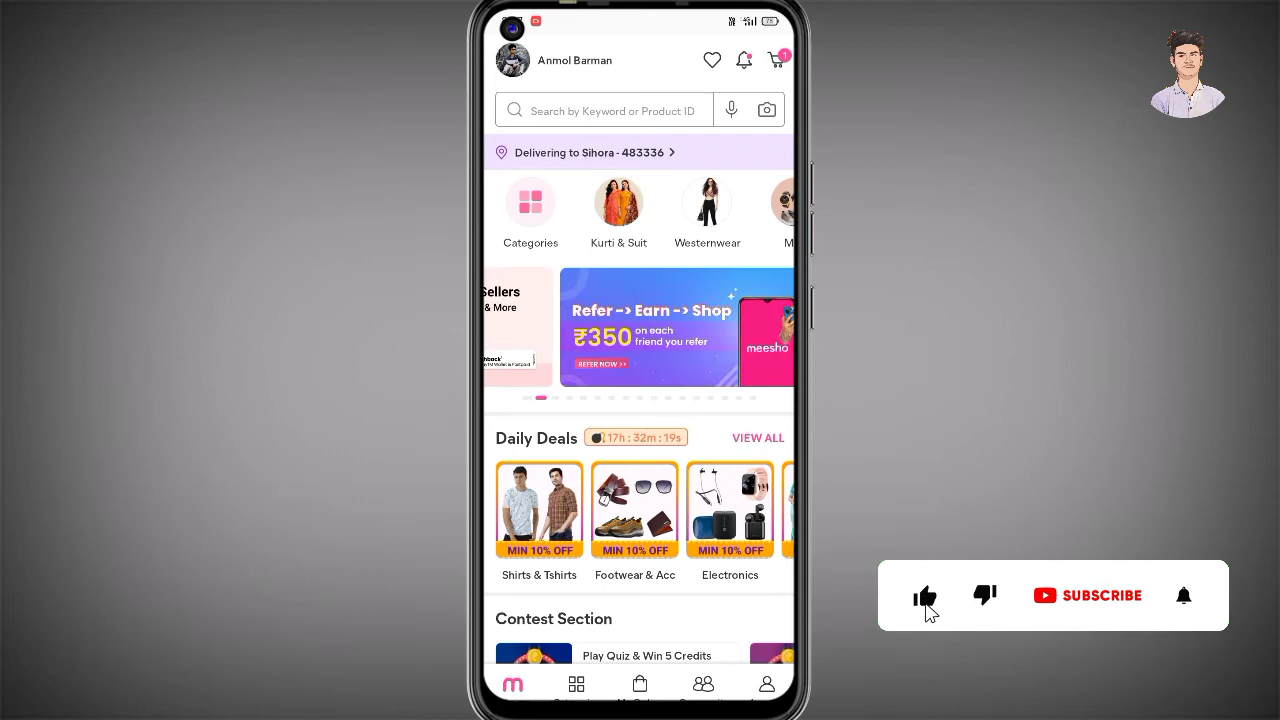 Anmol Barman
1
Search by Keyword or Product ID
Delivering to Sihora - 483336
Categories
Kurti & Suit
Westernwear
M
Sellers
& More
Refer -> Earn -> Shop
₹350 on each
friend you refer
REFER NOW >>
meesho
Daily Deals
17h : 32m : 19s
VIEW ALL
MIN 10% OFF
MIN 10% OFF
MIN 10% OFF
Shirts & Tshirts
Footwear & Acc
Electronics
Contest Section
Play Quiz & Win 5 Credits
m
SUBSCRIBE